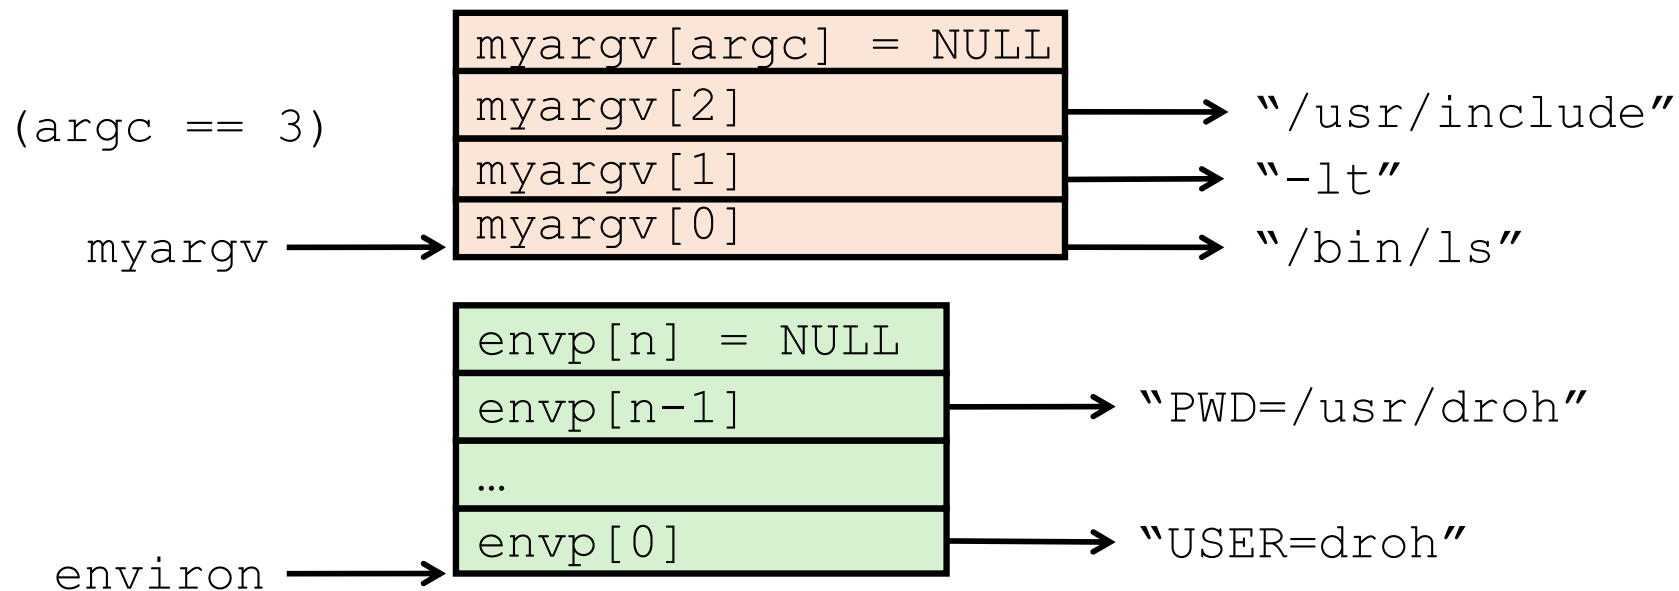 myargv[argc] = NULL
myargv[2]
“/usr/include”
(argc == 3)
myargv[1]
“-lt”
myargv[0]
myargv
“/bin/ls”
envp[n] = NULL
envp[n-1]
“PWD=/usr/droh”
…
envp[0]
“USER=droh”
environ